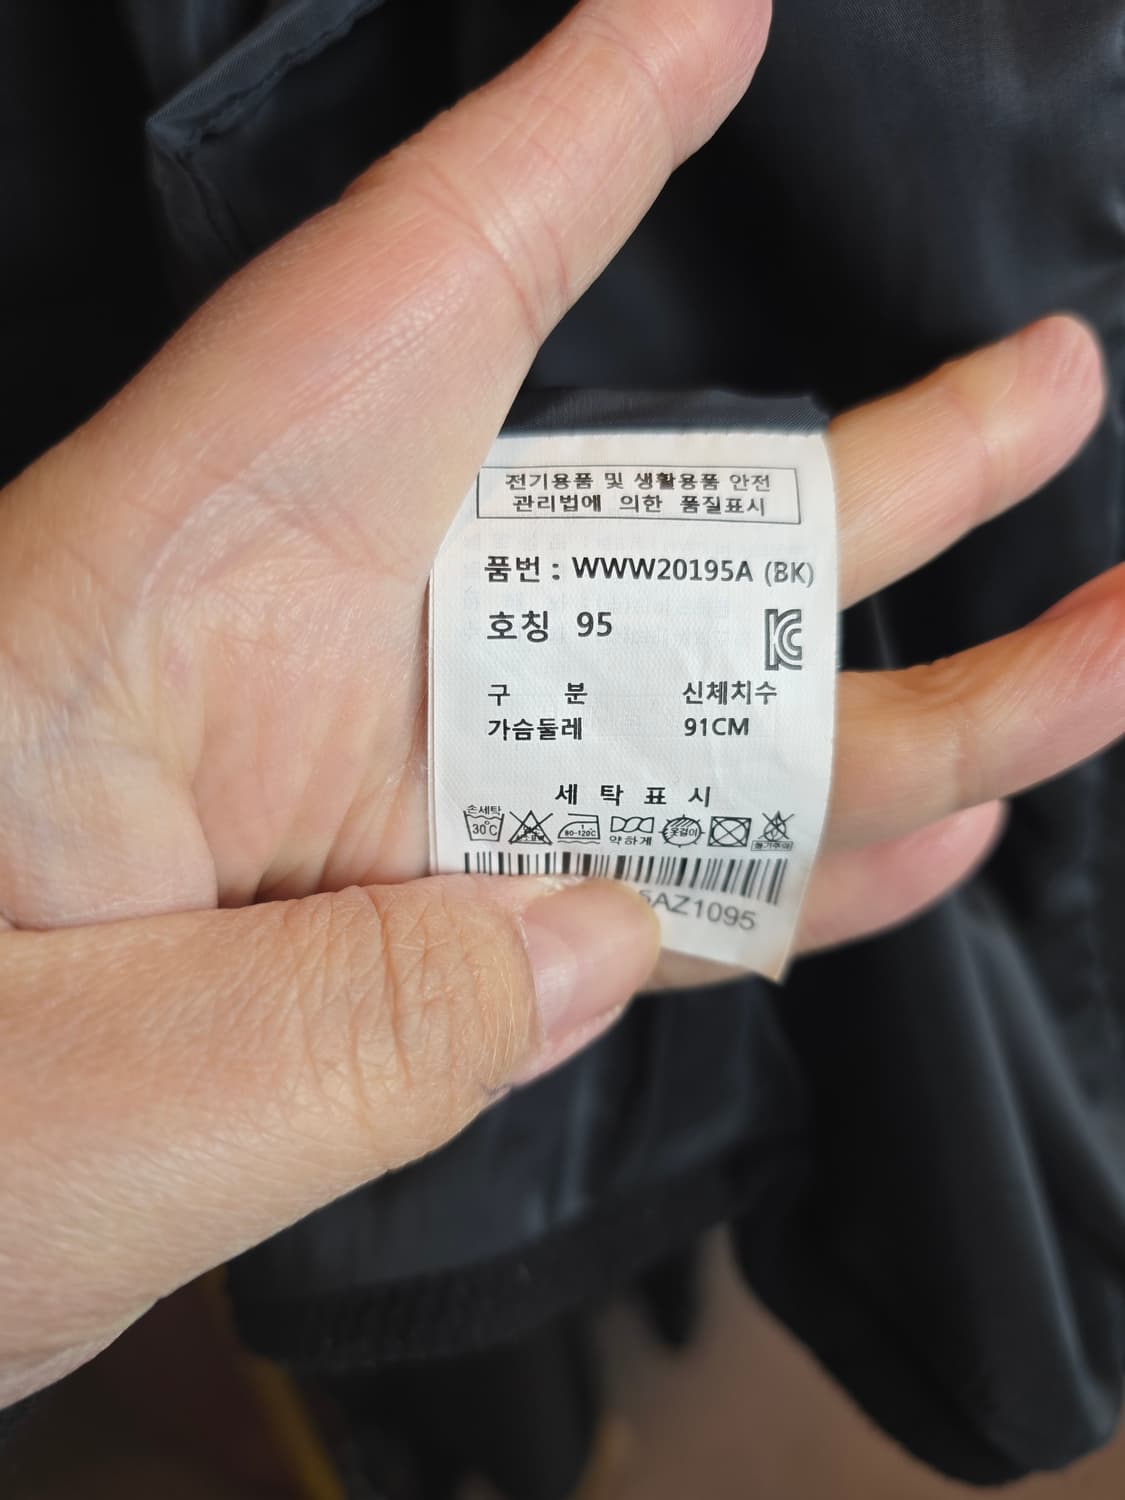 전기용품 및 생활용품 안전
관리법에 의한 품질표시
품번 : WWW20195A (BK)
호칭 95
구 분 신체치수
가슴둘레 91CM
세 탁 표 시
손세탁
30℃
80-120℃
약하게
옷걸이
5AZ1095